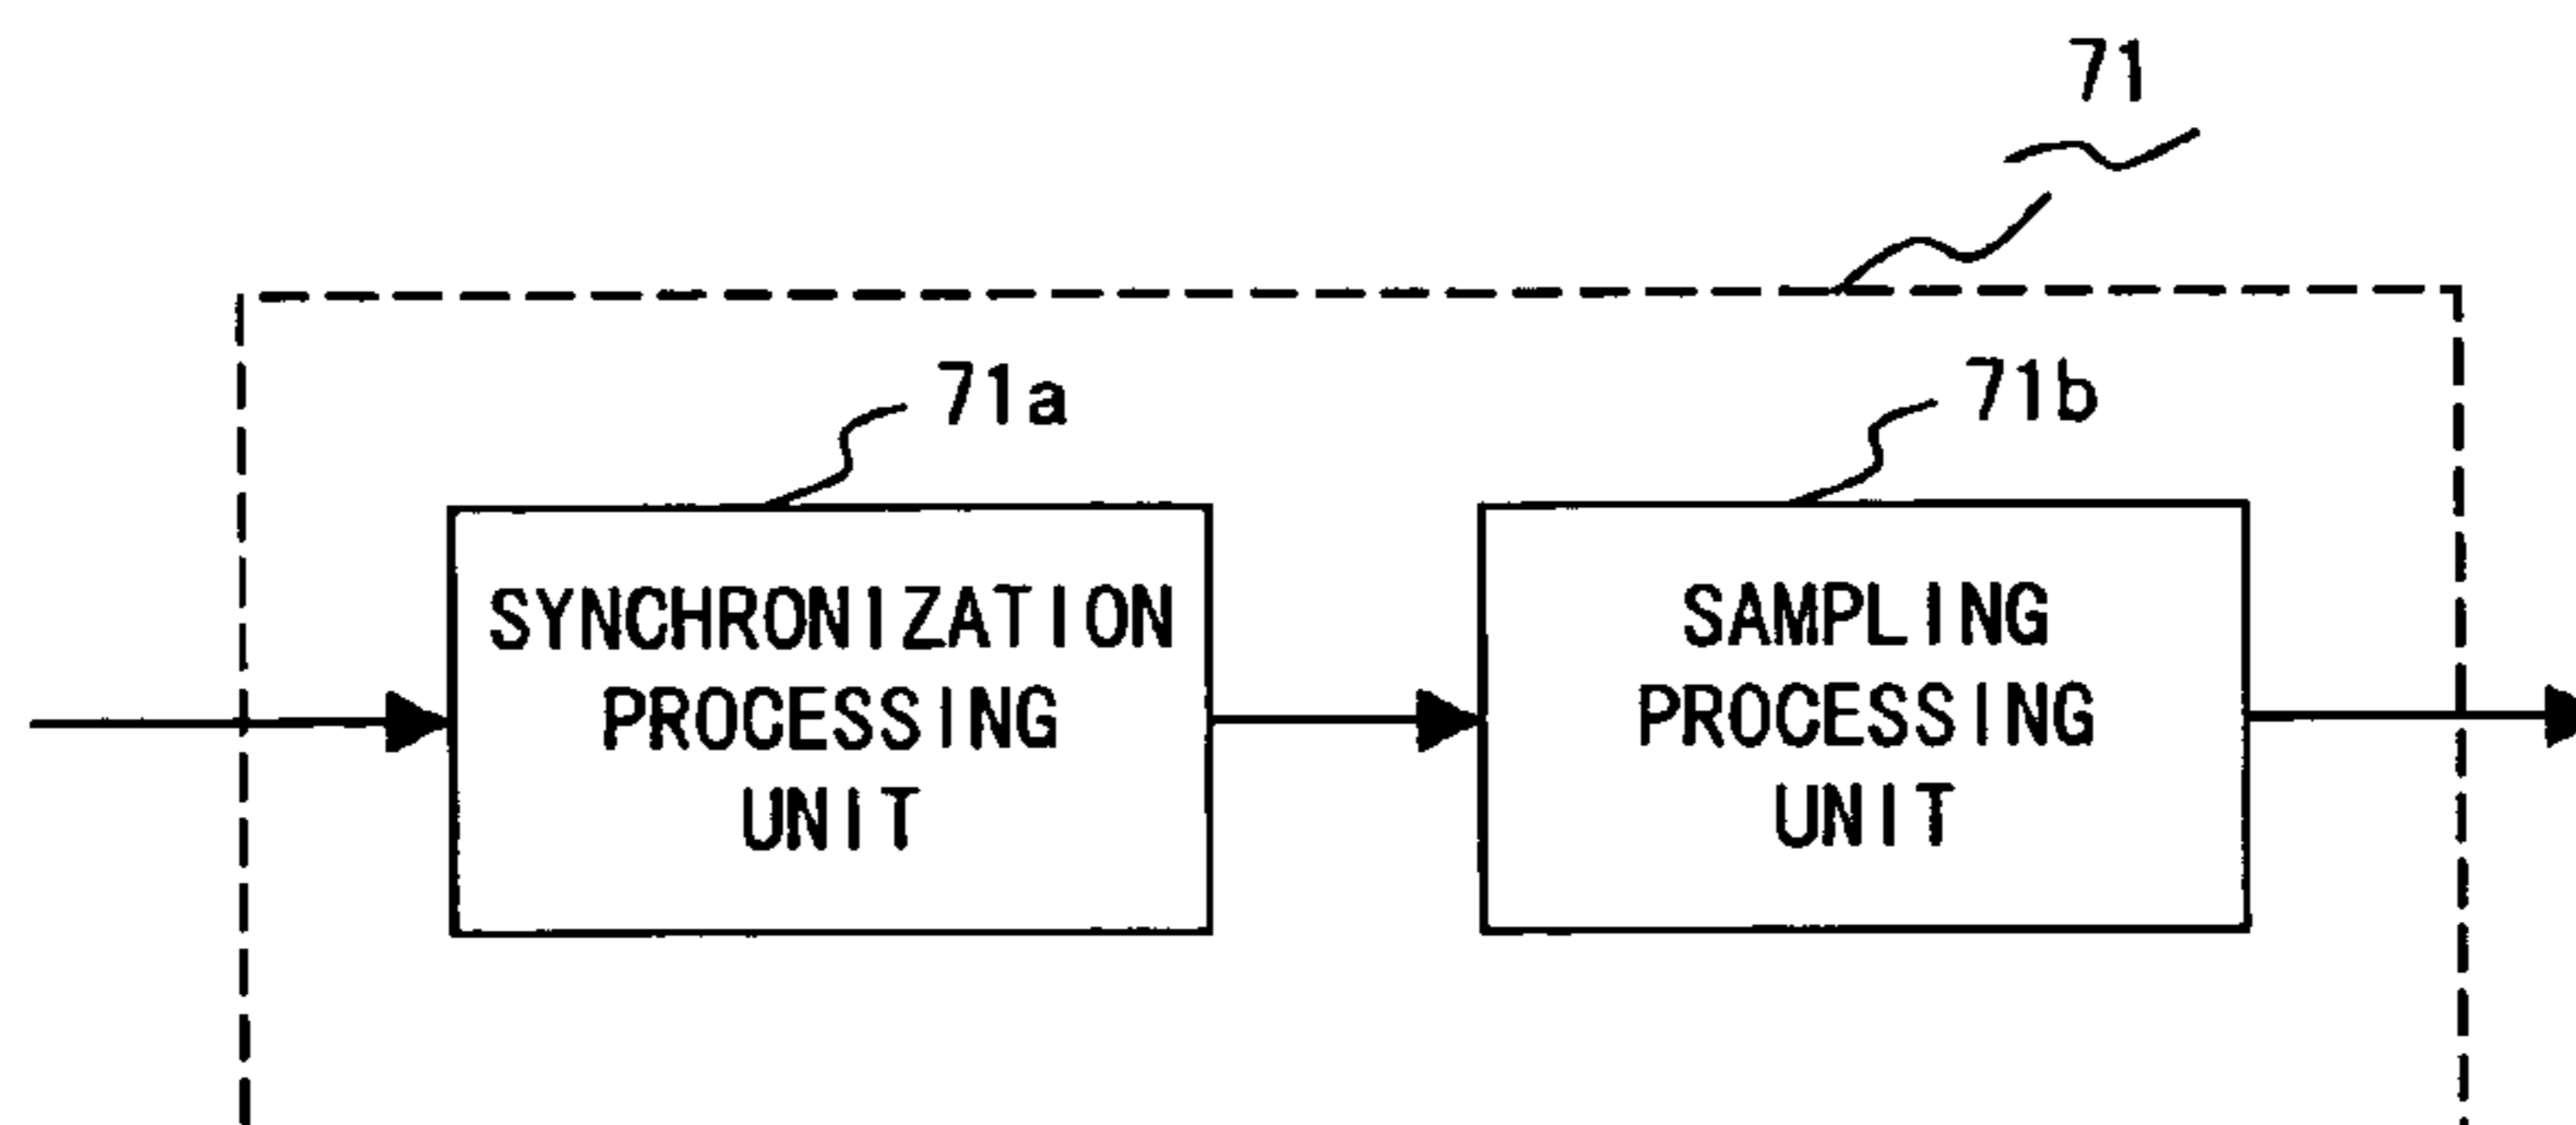 71
71a
71b
SYNCHRONIZATION
PROCESSING
UNIT
SAMPLING
PROCESSING
UNIT